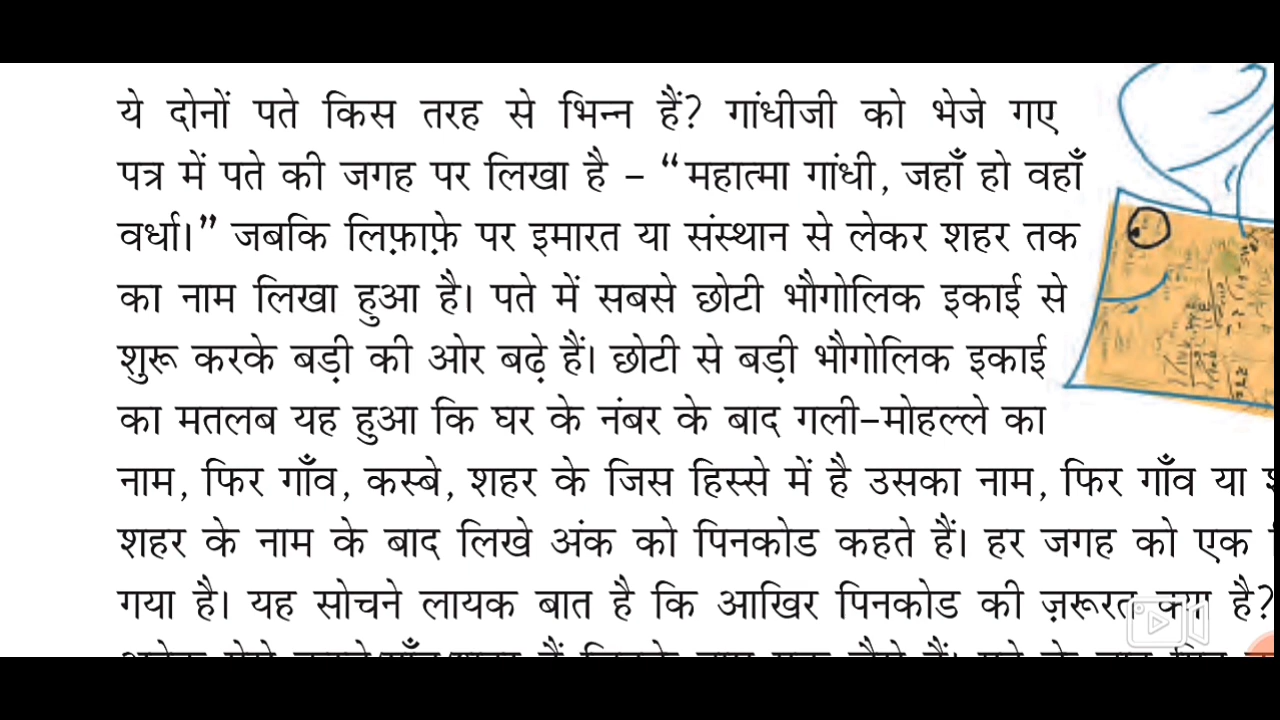 ये दोनों पते किस तरह से भिन्न हैं? गांधीजी को भेजे गए
पत्र में पते की जगह पर लिखा है – “महात्मा गांधी, जहाँ हो वहाँ
वर्धा।” जबकि लिफ़ाफ़े पर इमारत या संस्थान से लेकर शहर तक
का नाम लिखा हुआ है। पते में सबसे छोटी भौगोलिक इकाई से
शुरू करके बड़ी की ओर बढ़े हैं। छोटी से बड़ी भौगोलिक इकाई
का मतलब यह हुआ कि घर के नंबर के बाद गली-मोहल्ले का
नाम, फिर गाँव, कस्बे, शहर के जिस हिस्से में है उसका नाम, फिर गाँव या
शहर के नाम के बाद लिखे अंक को पिनकोड कहते हैं। हर जगह को एक
गया है। यह सोचने लायक बात है कि आखिर पिनकोड की ज़रूरत क्या है?